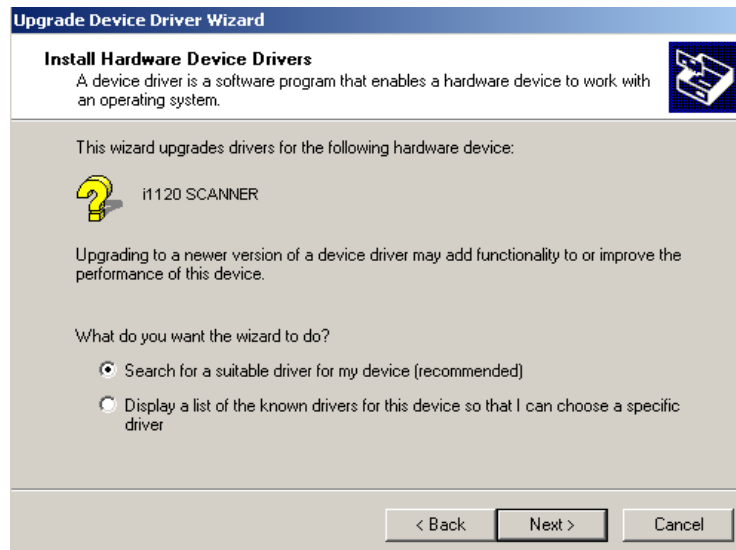 Upgrade Device Driver Wizard
Install Hardware Device Drivers
A device driver is a software program that enables a hardware device to work with
an operating system.
This wizard upgrades drivers for the following hardware device:
i1120 SCANNER
Upgrading to a newer version of a device driver may add functionality to or improve the
performance of this device.
What do you want the wizard to do?
Search for a suitable driver for my device (recommended)
Display a list of the known drivers for this device so that I can choose a specific
driver
< Back Next > Cancel